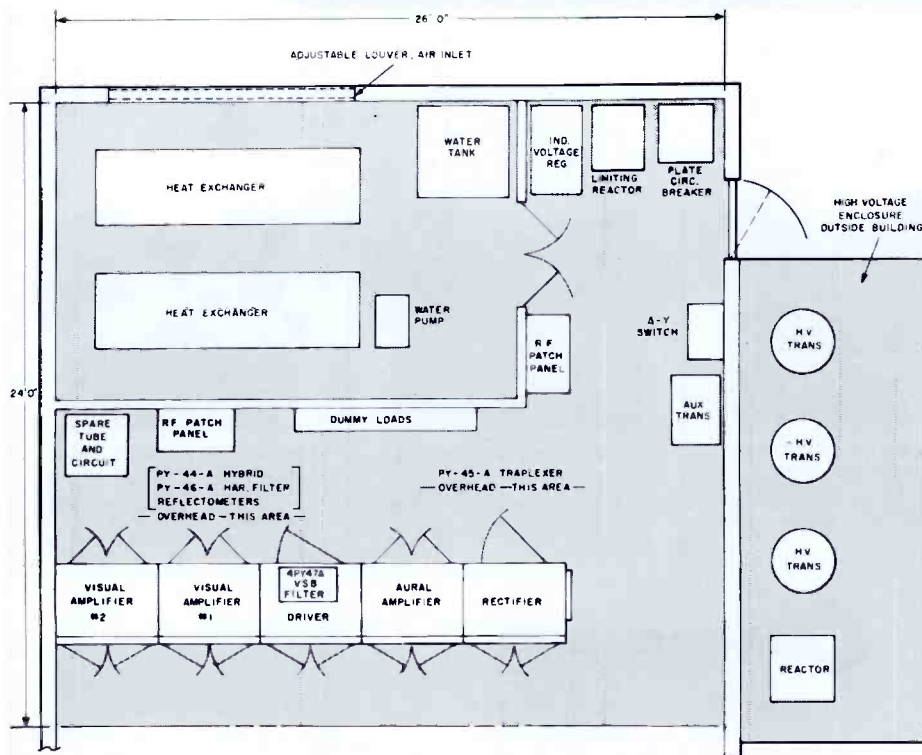 26'0"
ADJUSTABLE LOUVER, AIR INLET
WATER
TANK
IND.
VOLTAGE
REG
LIMITING
REACTOR
PLATE
CIRC.
BREAKER
HEAT EXCHANGER
HIGH VOLTAGE
ENCLOSURE
OUTSIDE BUILDING
HEAT EXCHANGER
WATER
PUMP
Δ-Y
SWITCH
H.V.
TRANS
RF
PATCH
PANEL
24'0"
AUX
TRANS
SPARE
TUBE
AND
CIRCUIT
RF PATCH
PANEL
DUMMY LOADS
H.V.
TRANS
PY-44-A HYBRID
PY-46-A HAR. FILTER
REFLECTOMETERS
OVERHEAD-THIS AREA
PY-45-A TRAPLEXER
OVERHEAD-THIS AREA
H.V.
TRANS
VISUAL
AMPLIFIER
#2
VISUAL
AMPLIFIER
#1
4PY47A
VSB
FILTER
DRIVER
AURAL
AMPLIFIER
RECTIFIER
REACTOR